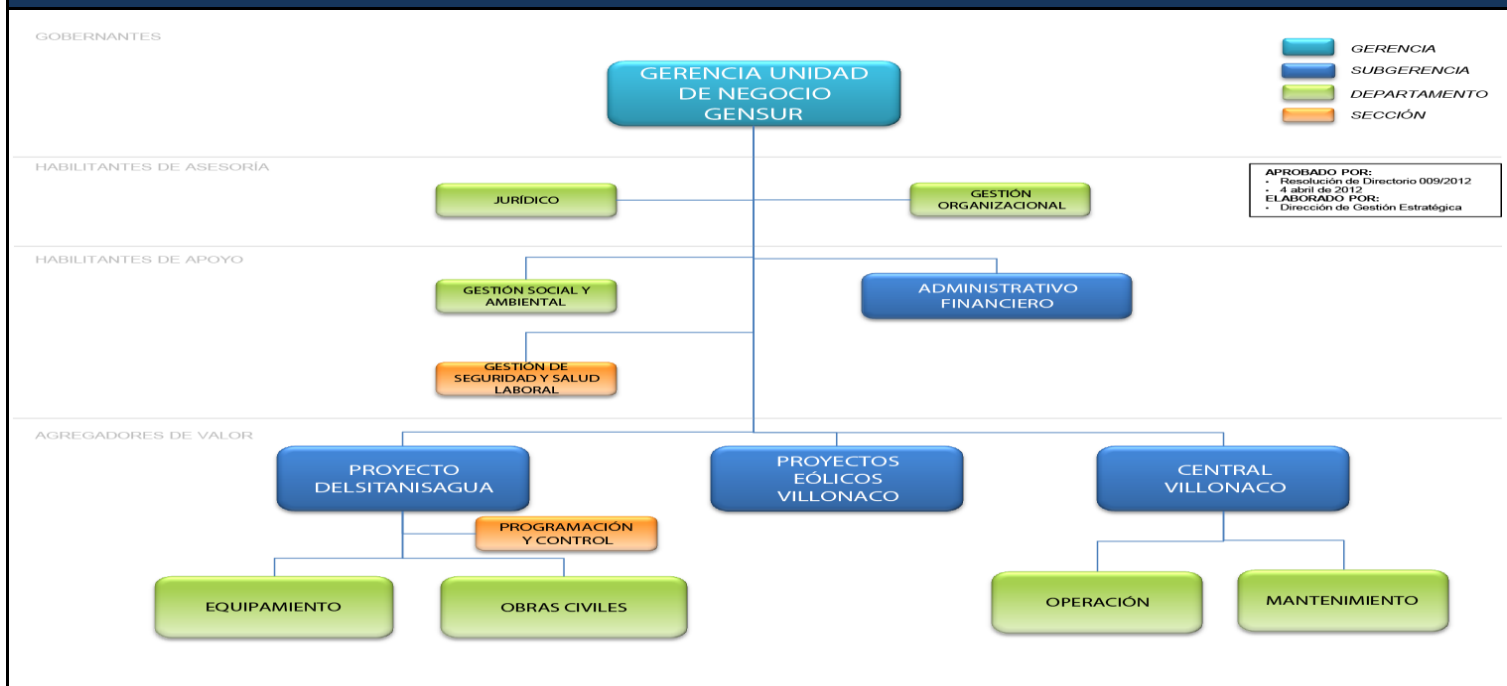 GOBERNANTES
GERENCIA UNIDAD
DE NEGOCIO
GENSUR
GERENCIA
SUBGERENCIA
DEPARTAMENTO
SECCIÓN
HABILITANTES DE ASESORÍA
JURÍDICO
GESTIÓN
ORGANIZACIONAL
APROBADO POR:
• Resolución de Directorio 009/2012
• 4 abril de 2012
ELABORADO POR:
• Dirección de Gestión Estratégica
HABILITANTES DE APOYO
GESTIÓN SOCIAL Y
AMBIENTAL
ADMINISTRATIVO
FINANCIERO
GESTIÓN DE
SEGURIDAD Y SALUD
LABORAL
AGREGADORES DE VALOR
PROYECTO
DELSITANISAGUA
PROYECTOS
EÓLICOS
VILLONACO
CENTRAL
VILLONACO
PROGRAMACIÓN
Y CONTROL
EQUIPAMIENTO
OBRAS CIVILES
OPERACIÓN
MANTENIMIENTO